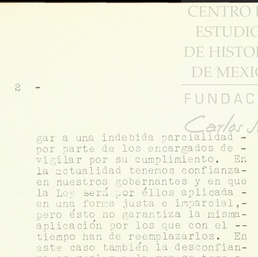 CENTRO
ESTUDIO
DE HISTOR
DE MEXIC
FUNDAC
Carlos
2 -
gar a una indebida parcialidad -
por parte de los encargados de -
vigilar por su cumplimiento. En
la actualidad tenemos confianza-
en nuestros gobernantes y en que
la Ley será por éllos aplicada -
en una forma justa e imparcial,-
pero ésto no garantiza la misma-
aplicación por los que con el --
tiempo han de reemplazarlos. En
este caso también la desconfian-